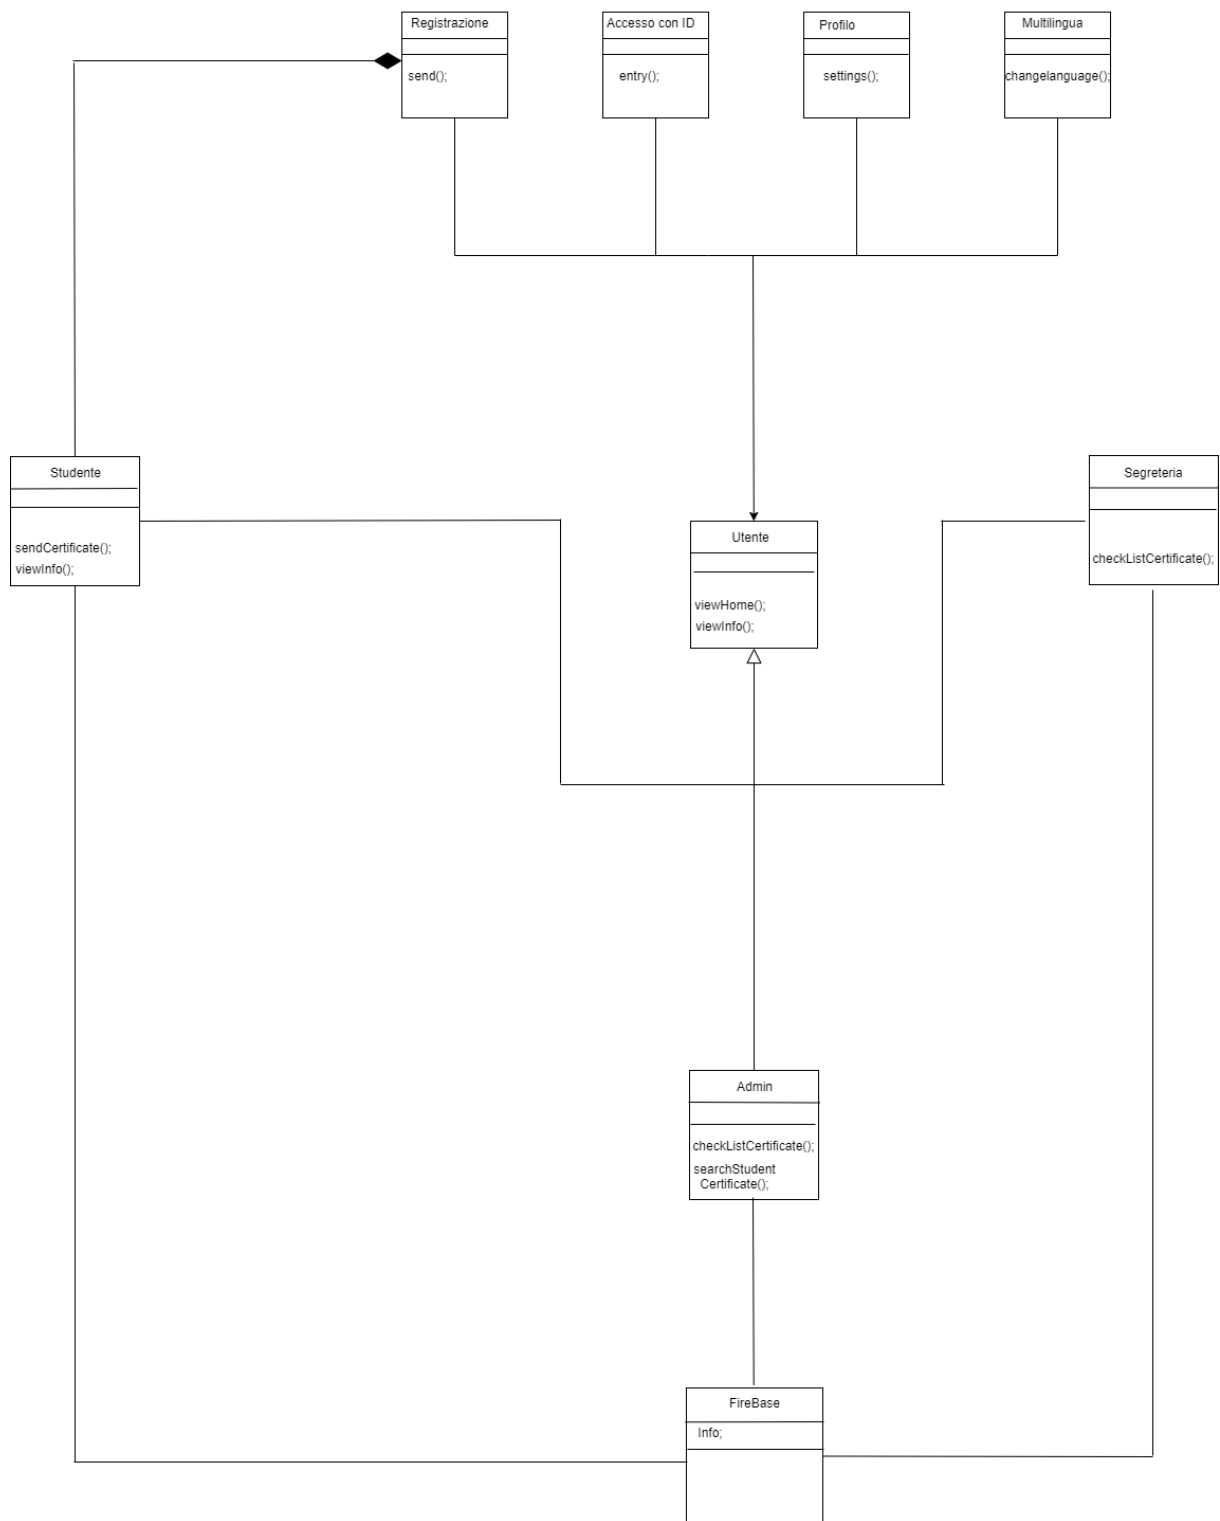 Registrazione
send();
Accesso con ID
entry();
Profilo
settings();
Multilingua
changelanguage();
Studente
sendCertificate();
viewInfo();
Utente
viewHome();
viewInfo();
Segreteria
checkListCertificate();
Admin
checkListCertificate();
searchStudent
Certificate();
FireBase
Info;